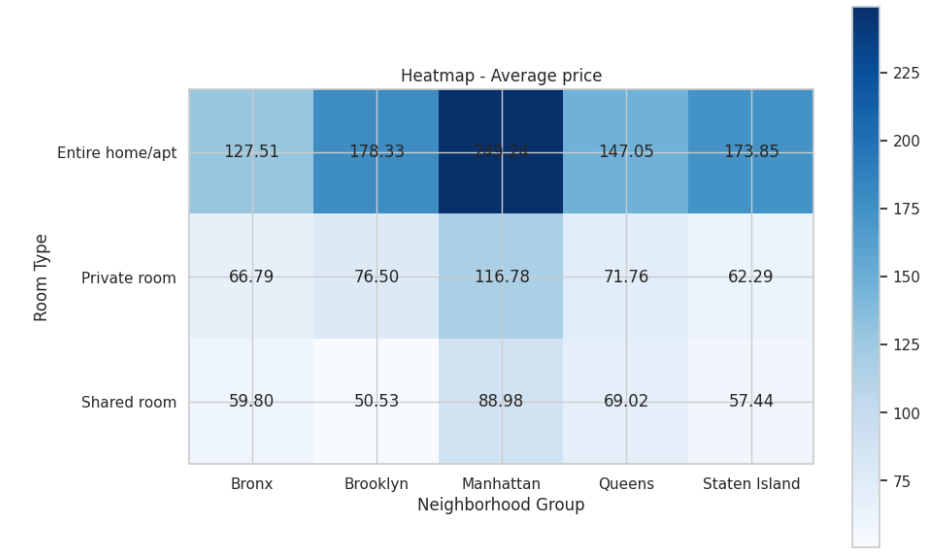 Heatmap - Average price
Entire home/apt 127.51 178.33 147.05 173.85
Private room 66.79 76.50 116.78 71.76 62.29
Shared room 59.80 50.53 88.98 69.02 57.44
Bronx Brooklyn Manhattan Queens Staten Island
Neighborhood Group
Room Type
225
200
175
150
125
100
75